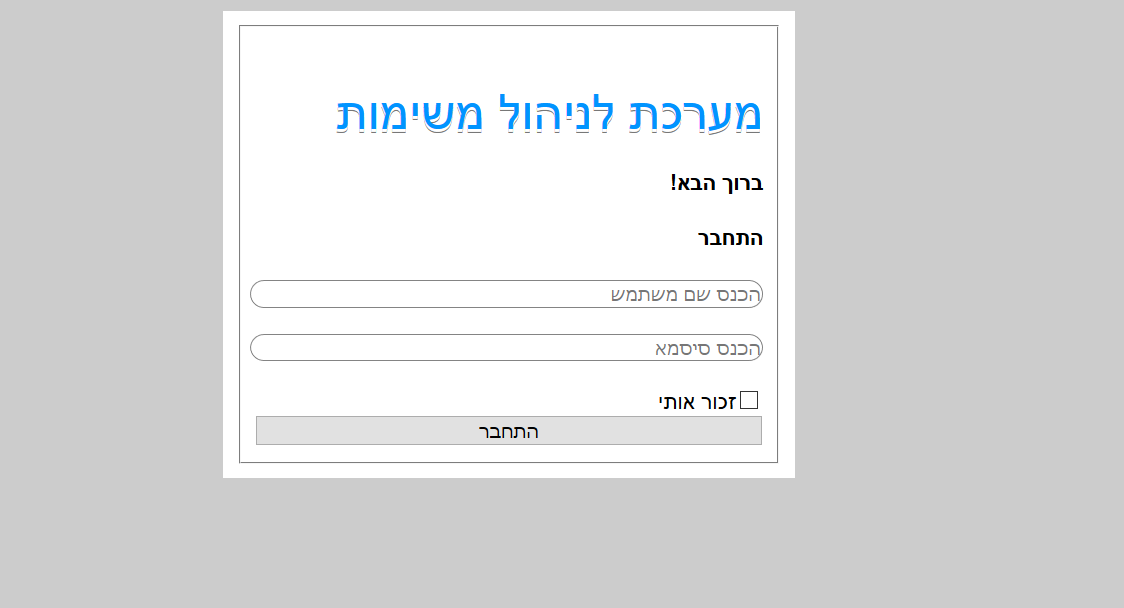 מערכת לניהול משימות
ברוך הבא!
התחבר
הכנס שם משתמש
הכנס סיסמא
זכור אותי
התחבר